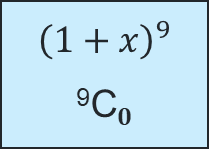 (1 + x)⁹
⁹C₀